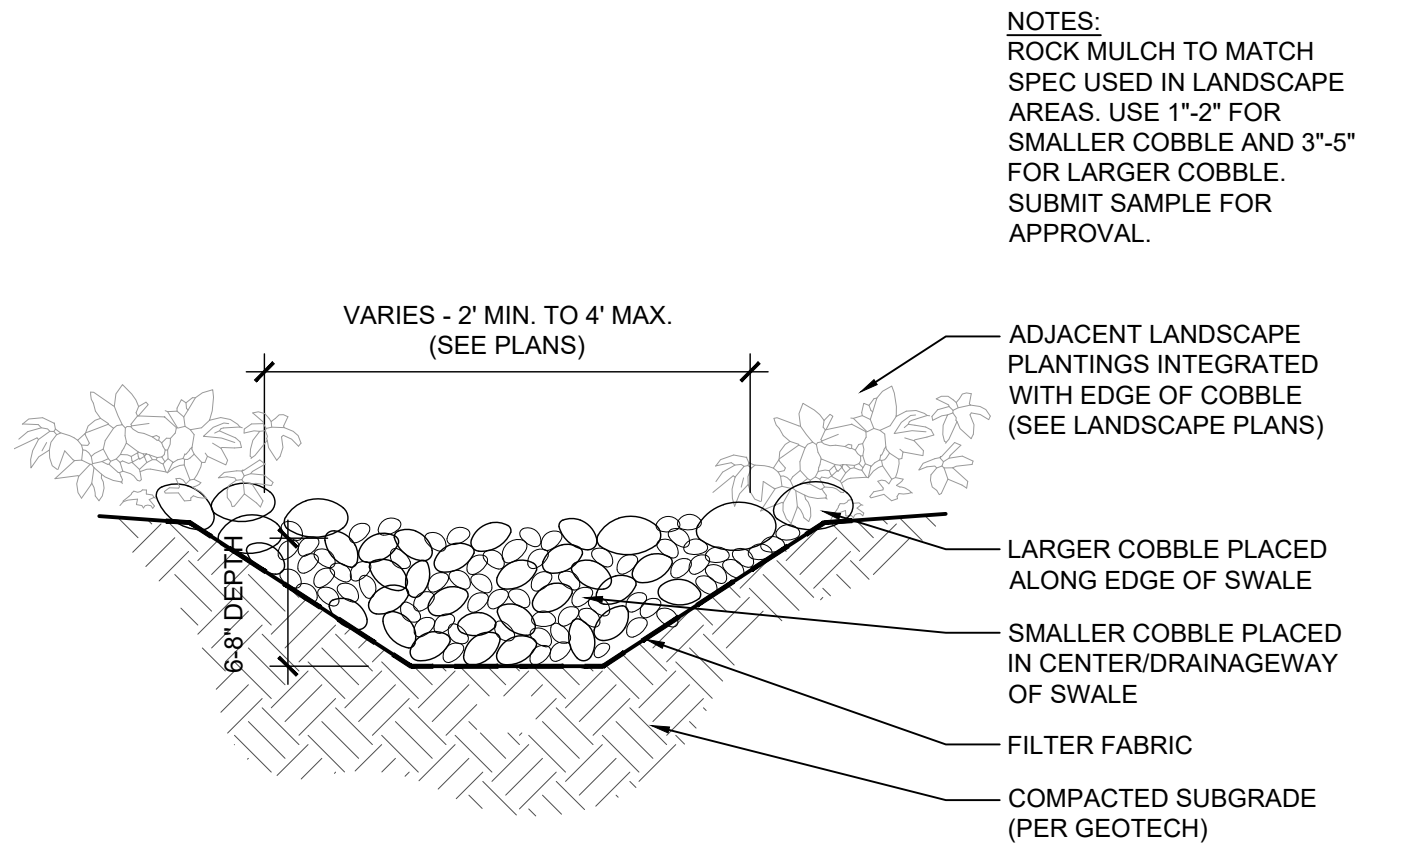 NOTES:
ROCK MULCH TO MATCH
SPEC USED IN LANDSCAPE
AREAS. USE 1"-2" FOR
SMALLER COBBLE AND 3"-5"
FOR LARGER COBBLE.
SUBMIT SAMPLE FOR
APPROVAL.
VARIES - 2' MIN. TO 4' MAX.
(SEE PLANS)
ADJACENT LANDSCAPE
PLANTINGS INTEGRATED
WITH EDGE OF COBBLE
(SEE LANDSCAPE PLANS)
6-8" DEPTH
LARGER COBBLE PLACED
ALONG EDGE OF SWALE
SMALLER COBBLE PLACED
IN CENTER/DRAINAGEWAY
OF SWALE
FILTER FABRIC
COMPACTED SUBGRADE
(PER GEOTECH)